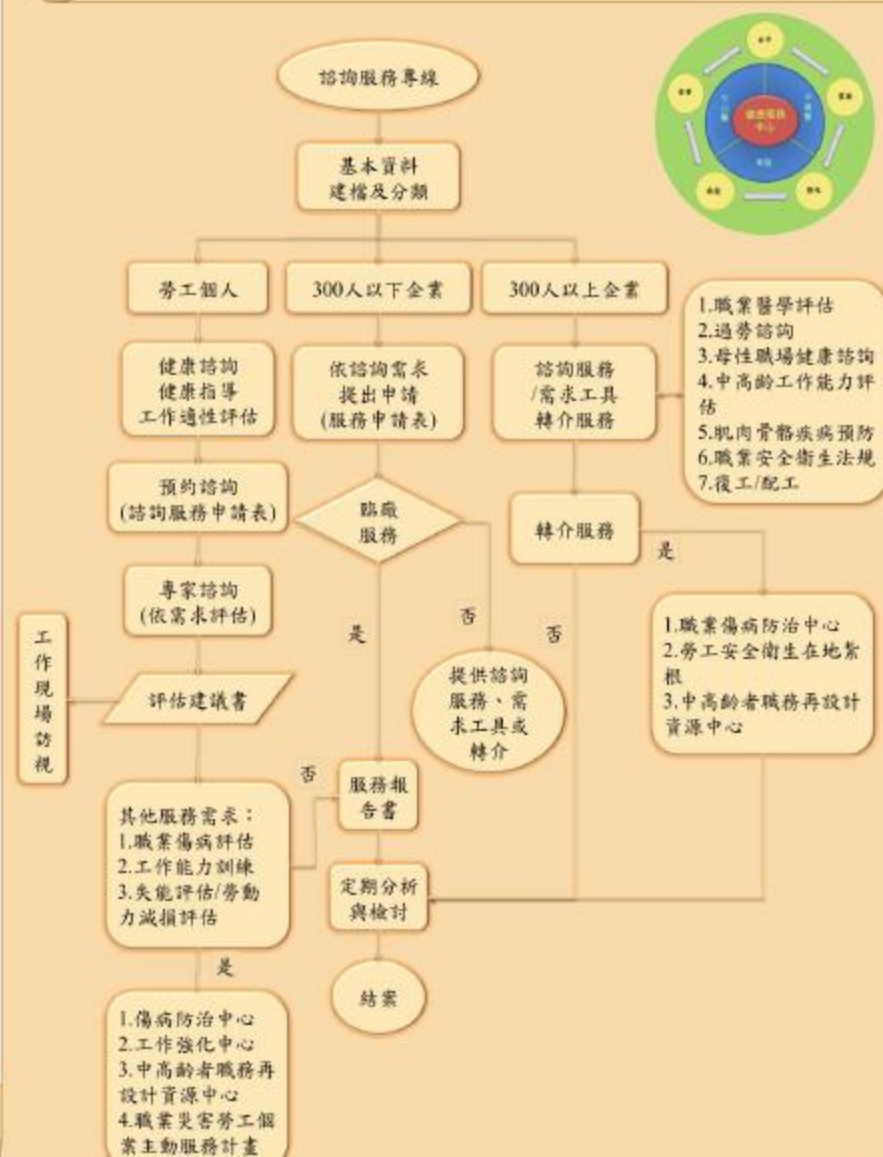 諮詢服務專線
基本資料
建檔及分類
勞工個人
300人以下企業
300人以上企業
健康諮詢
健康指導
工作適性評估
依諮詢需求
提出申請
(服務申請表)
諮詢服務
/需求工具
轉介服務
1.職業醫學評估
2.過勞諮詢
3.母性職場健康諮詢
4.中高齡工作能力評
估
5.肌肉骨骼疾病預防
6.職業安全衛生法規
7.復工/配工
預約諮詢
(諮詢服務申請表)
臨廠
服務
轉介服務
是
專家諮詢
(依需求評估)
是
否
否
1.職業傷病防治中心
2.勞工安全衛生在地紮
根
3.中高齡者職務再設計
資源中心
工作現場訪視
評估建議書
提供諮詢
服務、需
求工具或
轉介
否
服務報
告書
其他服務需求：
1.職業傷病評估
2.工作能力訓練
3.失能評估/勞動
力減損評估
定期分析
與檢討
是
結案
1.傷病防治中心
2.工作強化中心
3.中高齡者職務再
設計資源中心
4.職業災害勞工個
案主動服務計畫
健康服務
中心